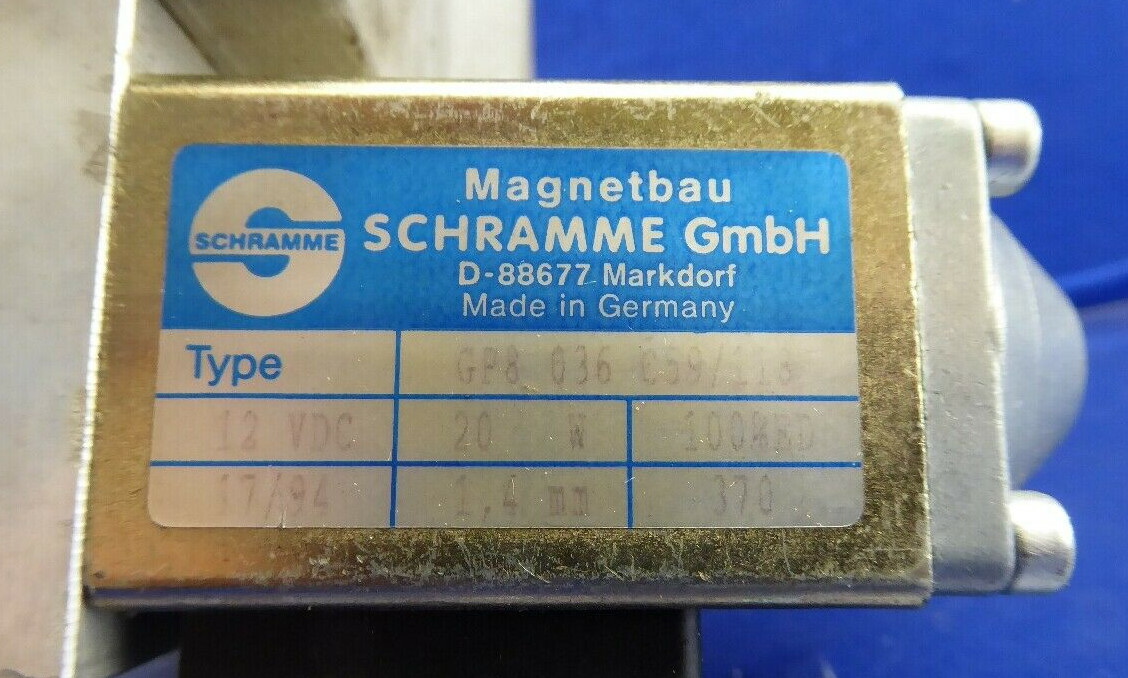 Magnetbau
SCHRAMME
SCHRAMME GmbH
D-88677 Markdorf
Made in Germany
Type GP8 036
12 VDC 20 W 100%ED
17/94 1,4 mm 370